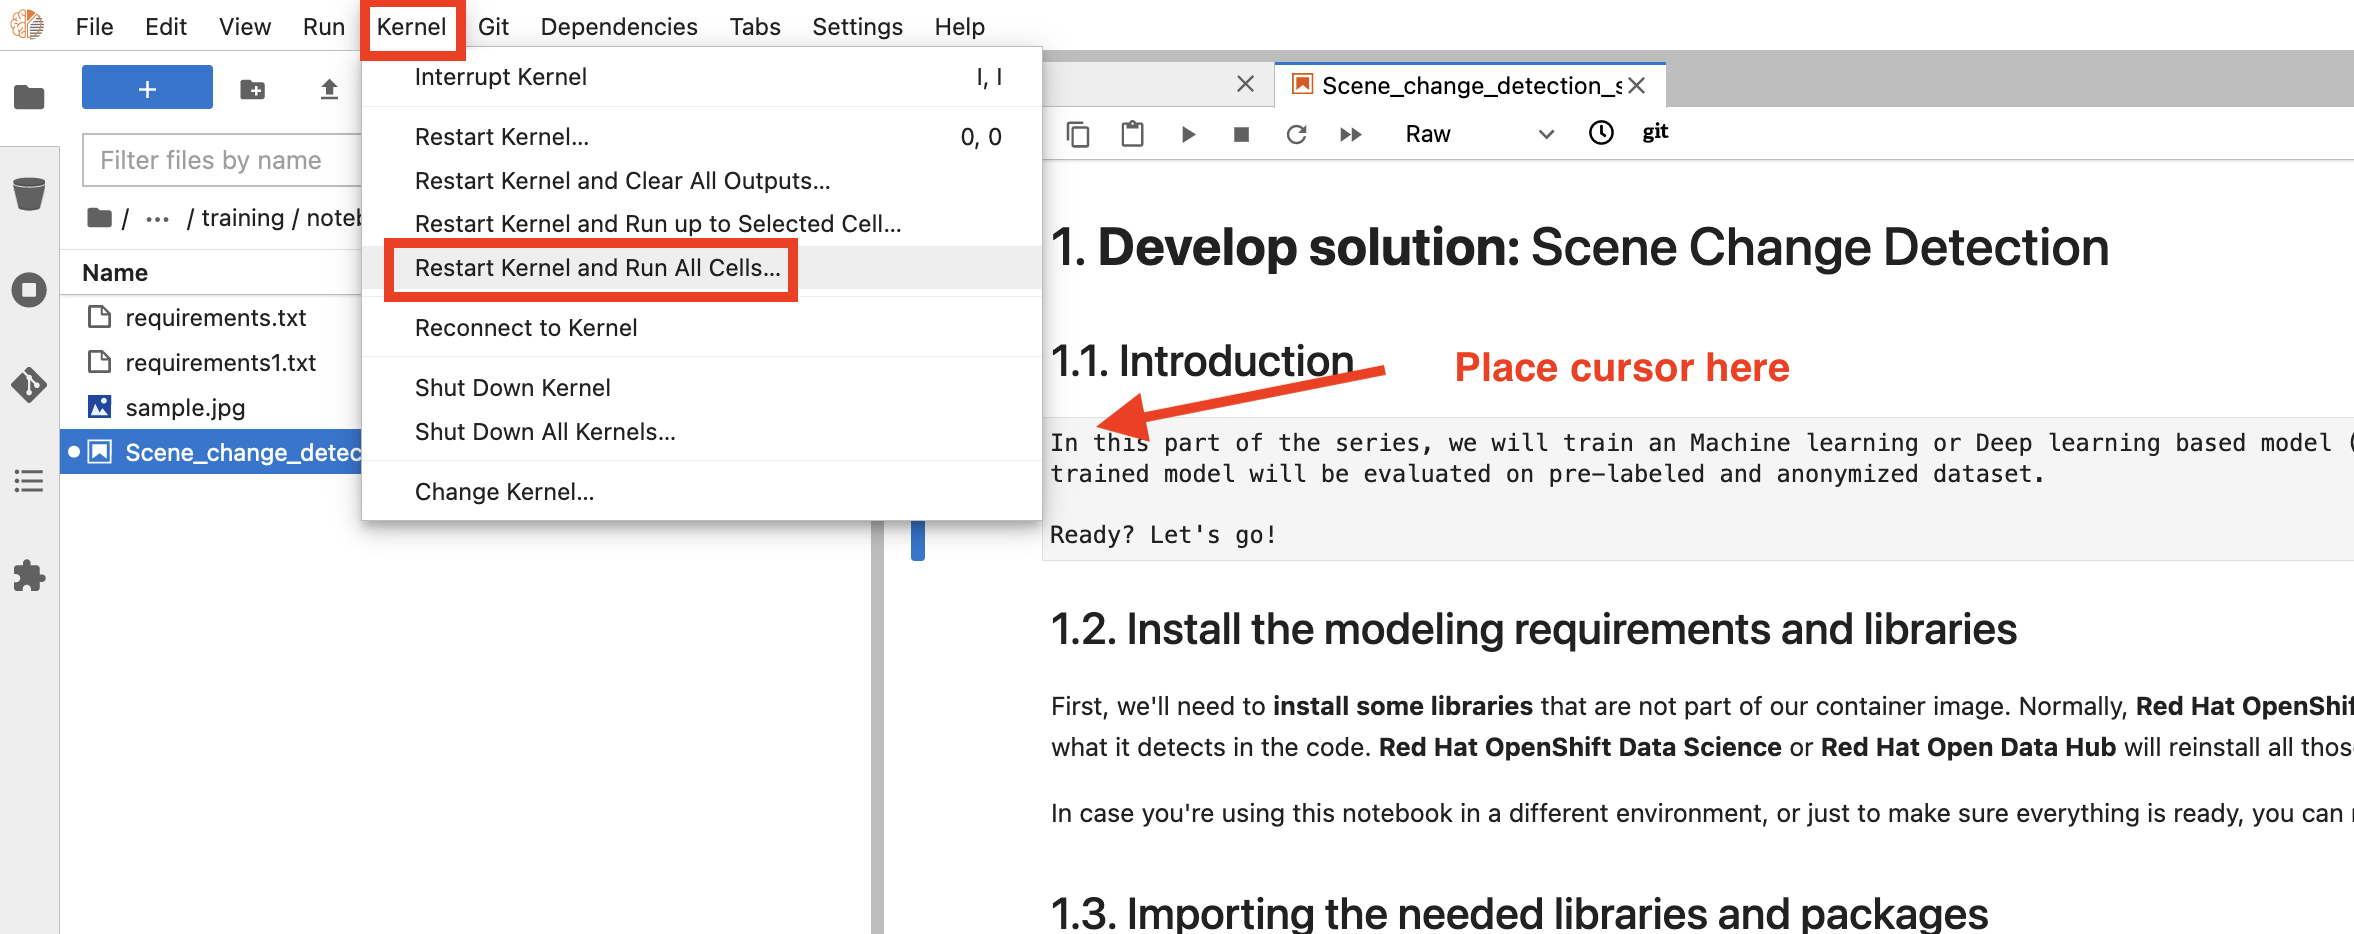 File Edit View Run Kernel Git Dependencies Tabs Settings Help
+
Filter files by name
/ ... / training / noteb
Name
requirements.txt
requirements1.txt
sample.jpg
Scene_change_detec
Interrupt Kernel I, I
Restart Kernel... 0, 0
Restart Kernel and Clear All Outputs...
Restart Kernel and Run up to Selected Cell...
Restart Kernel and Run All Cells...
Reconnect to Kernel
Shut Down Kernel
Shut Down All Kernels...
Change Kernel...
Scene_change_detection_s
Raw git
1. Develop solution: Scene Change Detection
1.1. Introduction
Place cursor here
In this part of the series, we will train an Machine learning or Deep learning based model (
trained model will be evaluated on pre-labeled and anonymized dataset.
Ready? Let's go!
1.2. Install the modeling requirements and libraries
First, we'll need to install some libraries that are not part of our container image. Normally, Red Hat OpenShif
what it detects in the code. Red Hat OpenShift Data Science or Red Hat Open Data Hub will reinstall all thos
In case you're using this notebook in a different environment, or just to make sure everything is ready, you can
1.3. Importing the needed libraries and packages